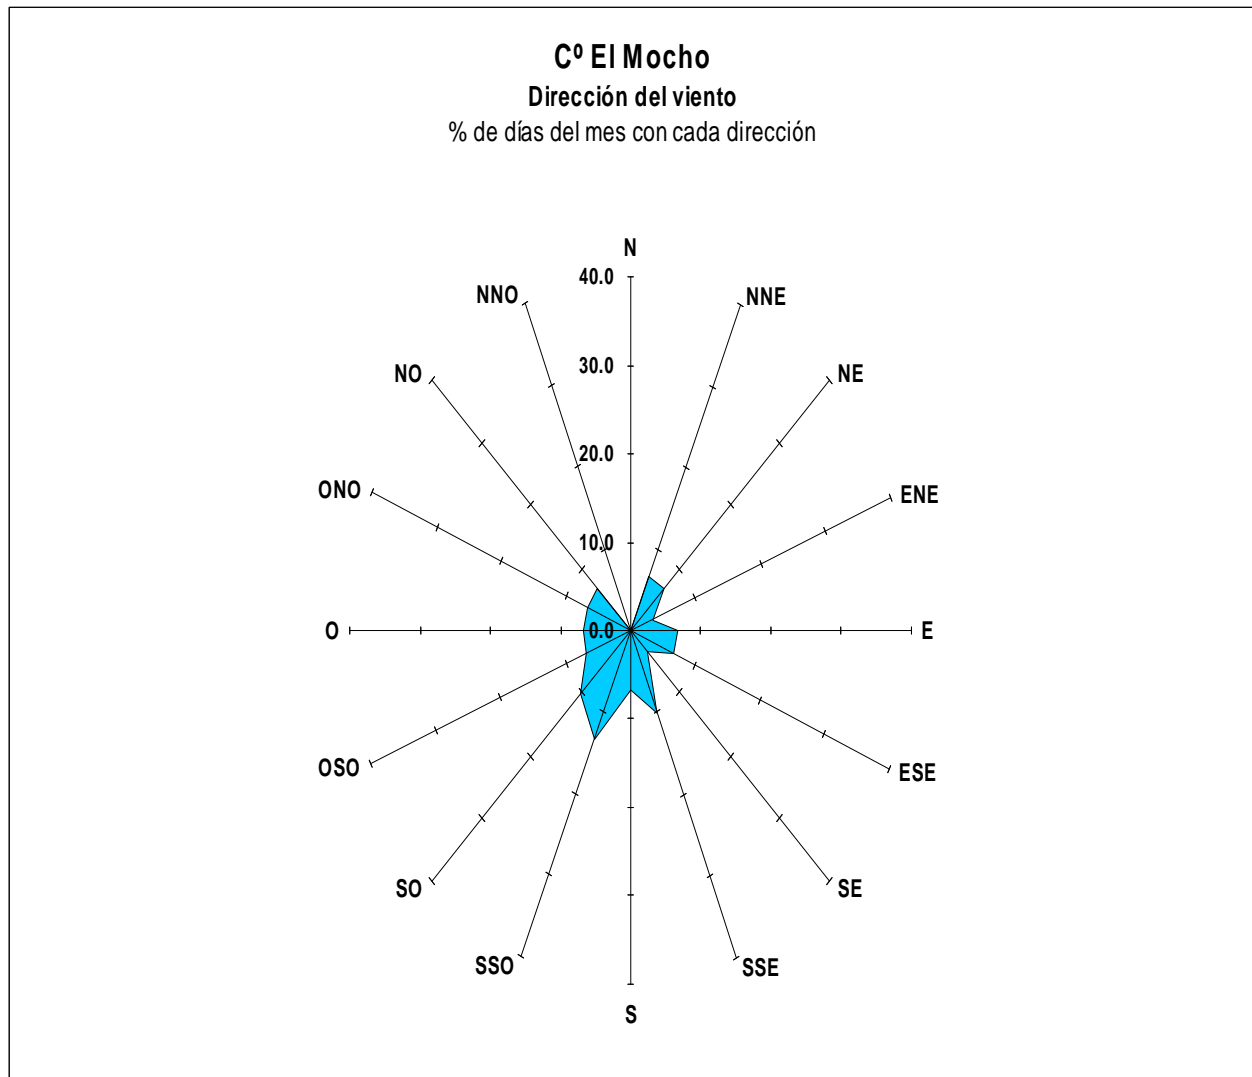 Cº El Mocho
Dirección del viento
% de días del mes con cada dirección
N
40.0
NNO
NNE
30.0
NO
NE
20.0
ONO
ENE
10.0
O
0.0
E
OSO
ESE
SO
SE
SSO
SSE
S